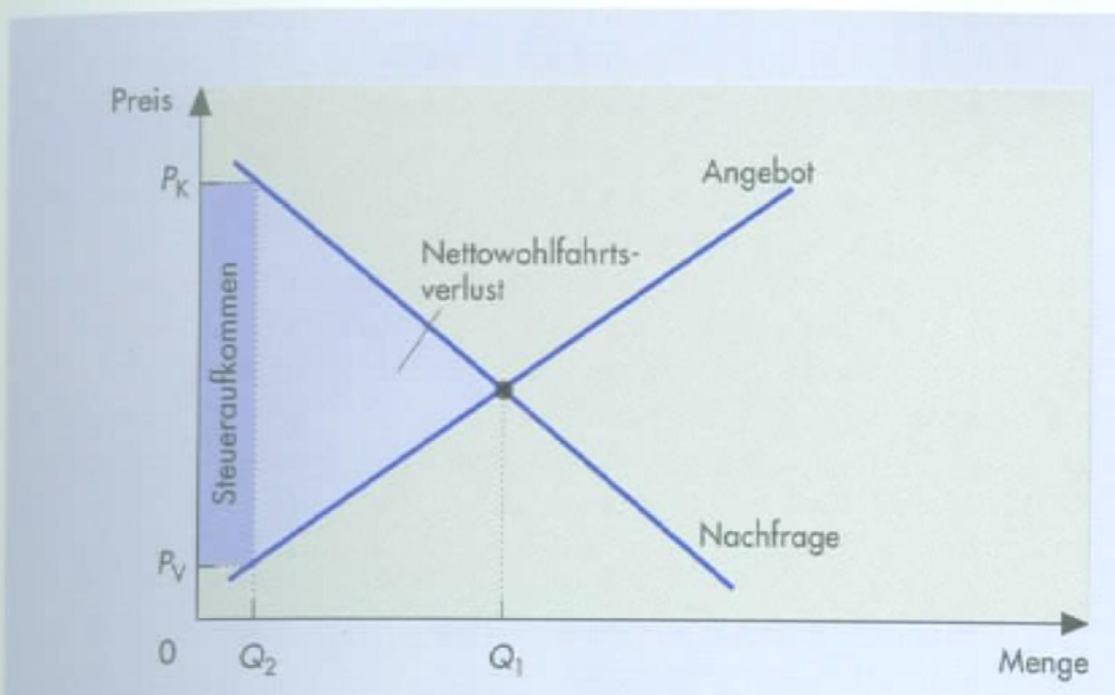 Preis
P_K
Angebot
Nettowohlfahrts-
verlust
Steueraufkommen
Nachfrage
P_V
0
Q_2
Q_1
Menge